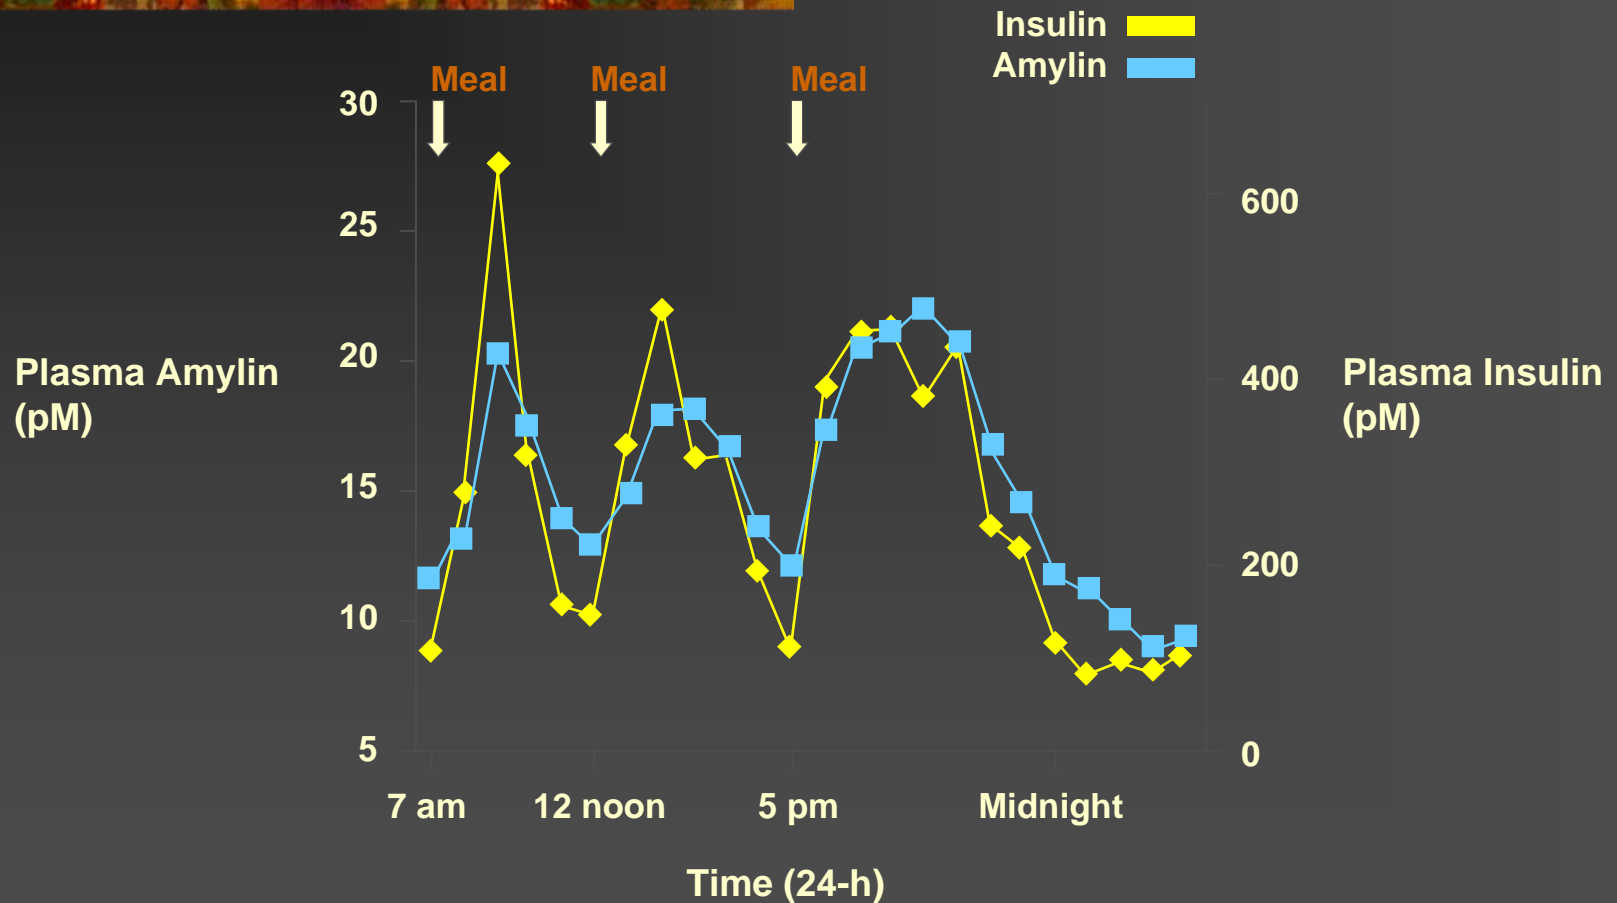 Insulin
Amylin
Meal
Meal
Meal
30
25
20
15
10
5
600
400
200
0
Plasma Amylin
(pM)
Plasma Insulin
(pM)
7 am
12 noon
5 pm
Midnight
Time (24-h)